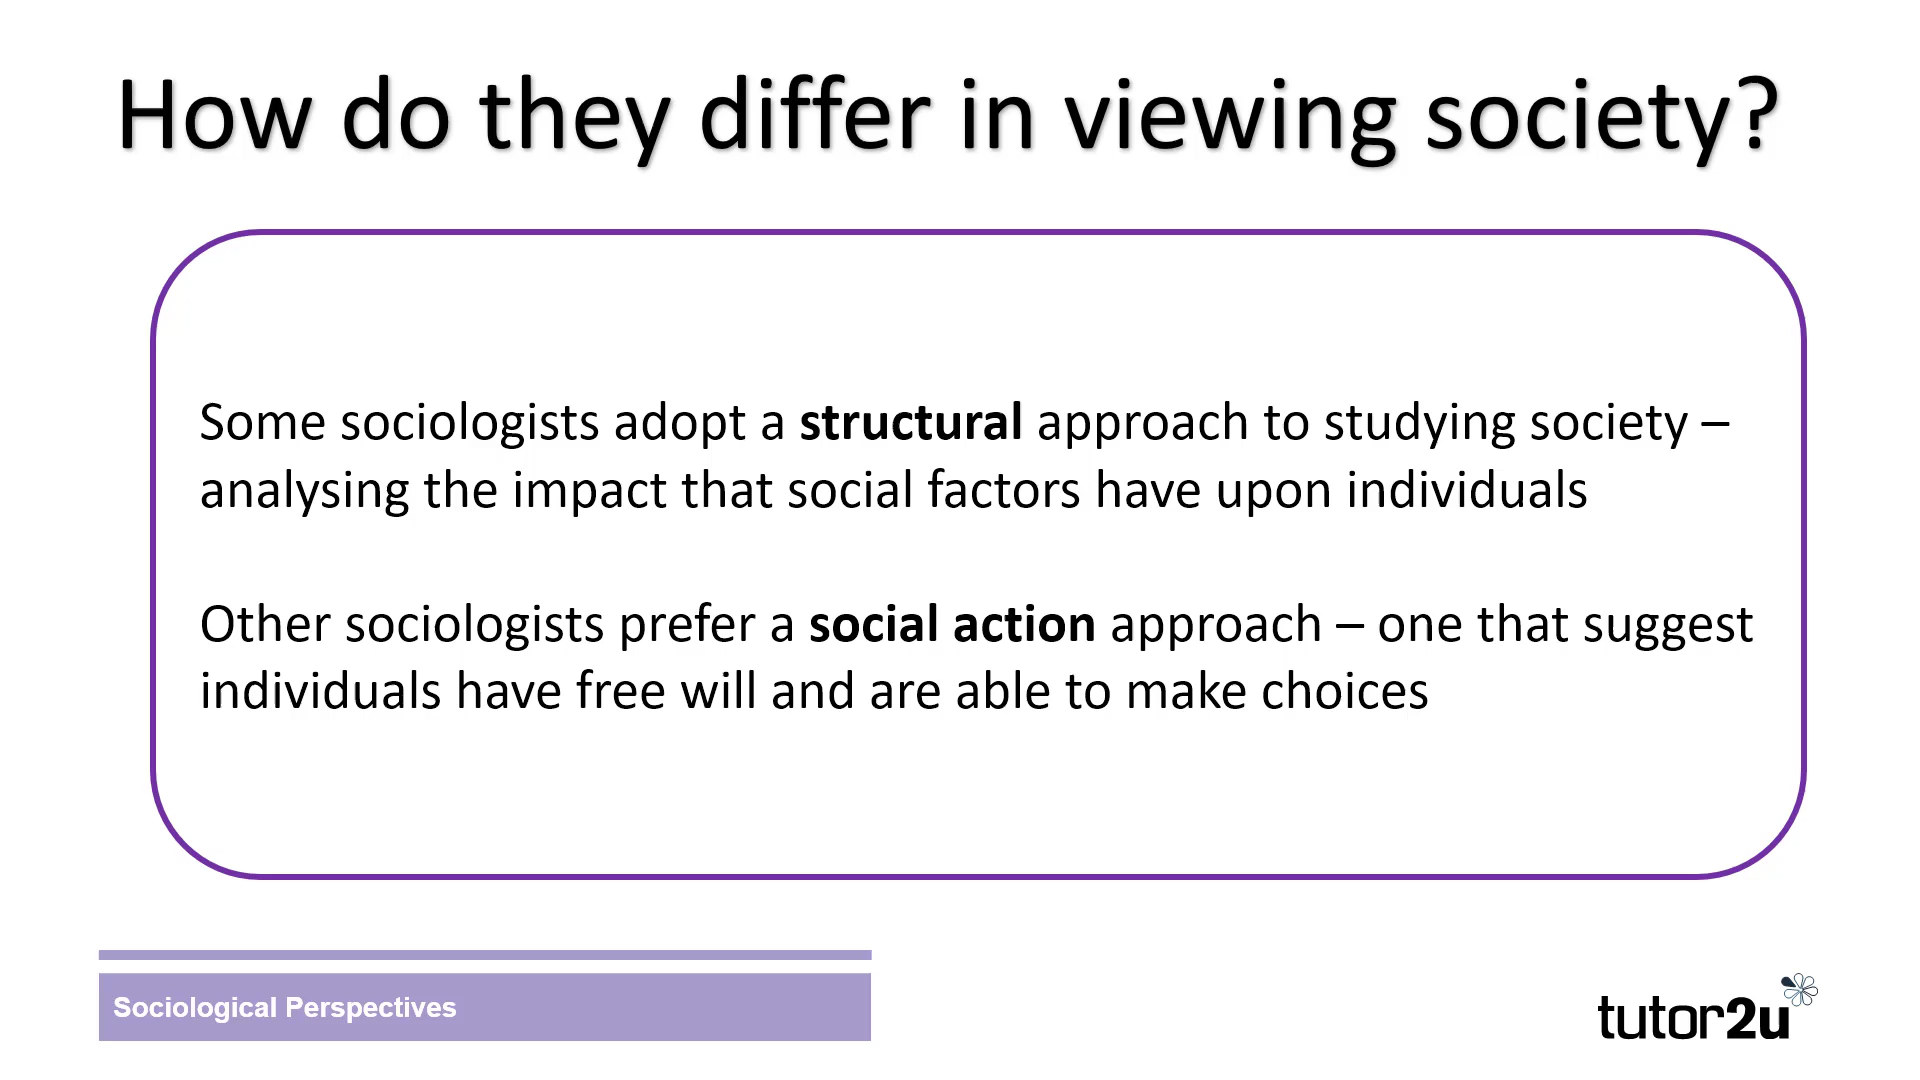 How do they differ in viewing society?
Some sociologists adopt a structural approach to studying society –
analysing the impact that social factors have upon individuals
Other sociologists prefer a social action approach – one that suggest
individuals have free will and are able to make choices
Sociological Perspectives
tutor2u